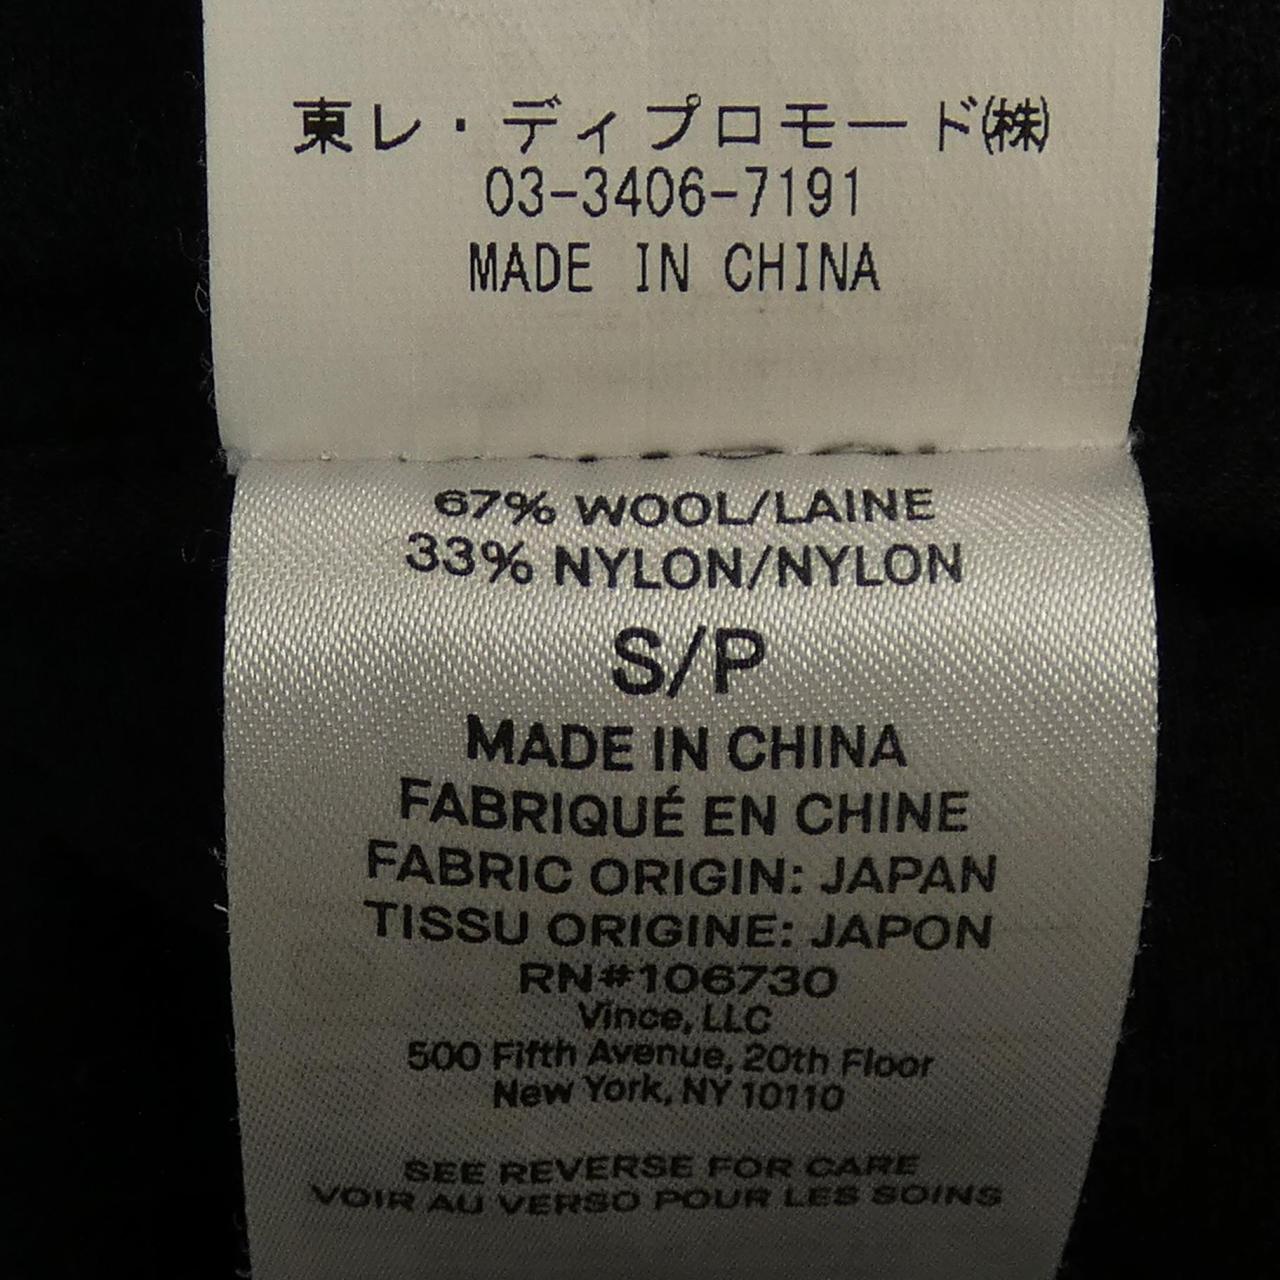 東レ・ディプロモード㈱
03-3406-7191
MADE IN CHINA
67% WOOL/LAINE
33% NYLON/NYLON
S/P
MADE IN CHINA
FABRIQUÉ EN CHINE
FABRIC ORIGIN: JAPAN
TISSU ORIGINE: JAPON
RN#106730
Vince, LLC
500 Fifth Avenue, 20th Floor
New York, NY 10110
SEE REVERSE FOR CARE
VOIR AU VERSO POUR LES SOINS